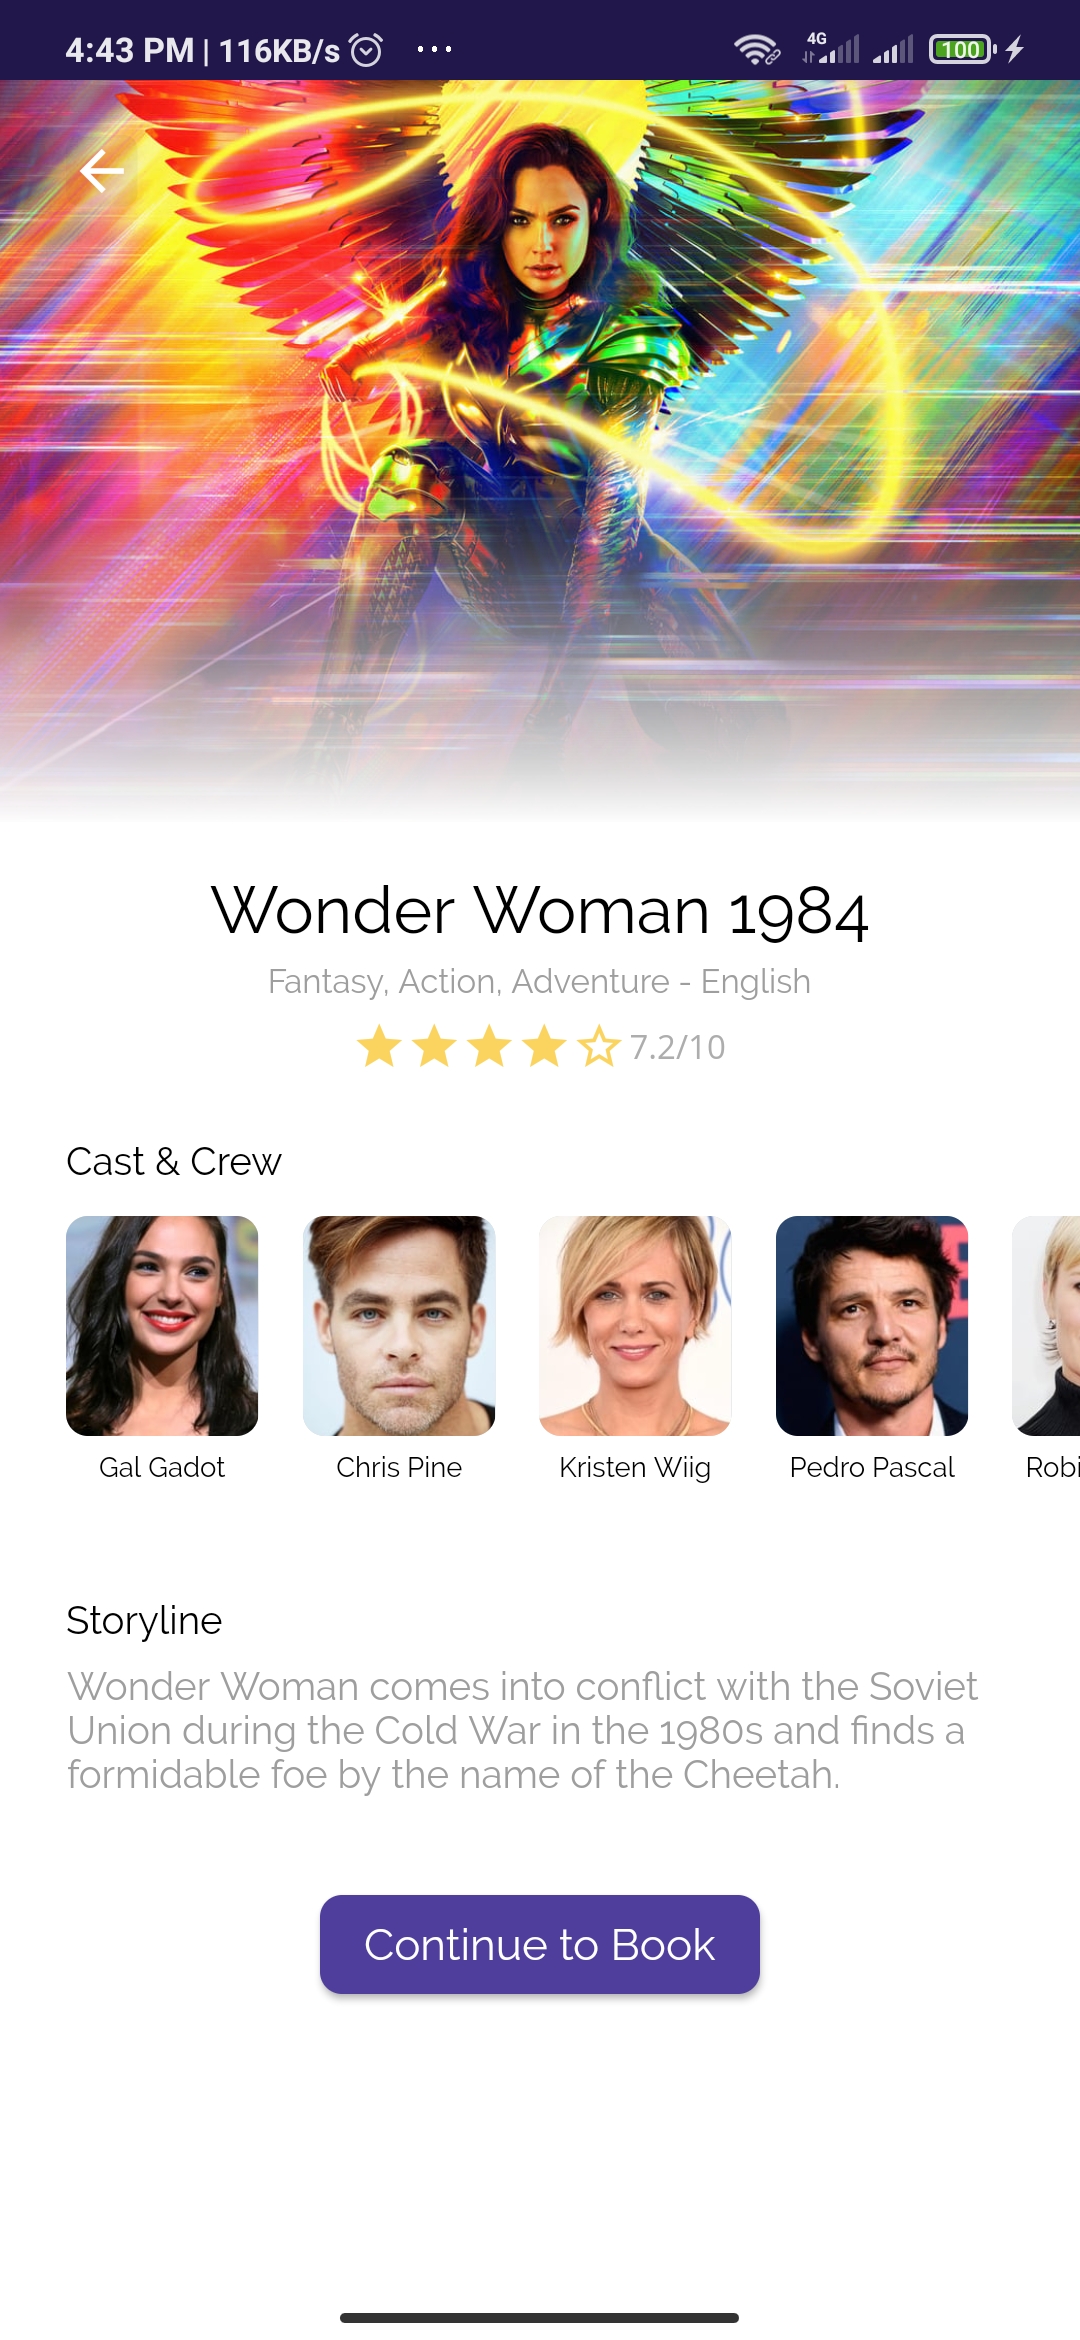 4:43 PM | 116KB/s ...
4G
100
Wonder Woman 1984
Fantasy, Action, Adventure - English
7.2/10
Cast & Crew
Gal Gadot
Chris Pine
Kristen Wiig
Pedro Pascal
Robi
Storyline
Wonder Woman comes into conflict with the Soviet
Union during the Cold War in the 1980s and finds a
formidable foe by the name of the Cheetah.
Continue to Book